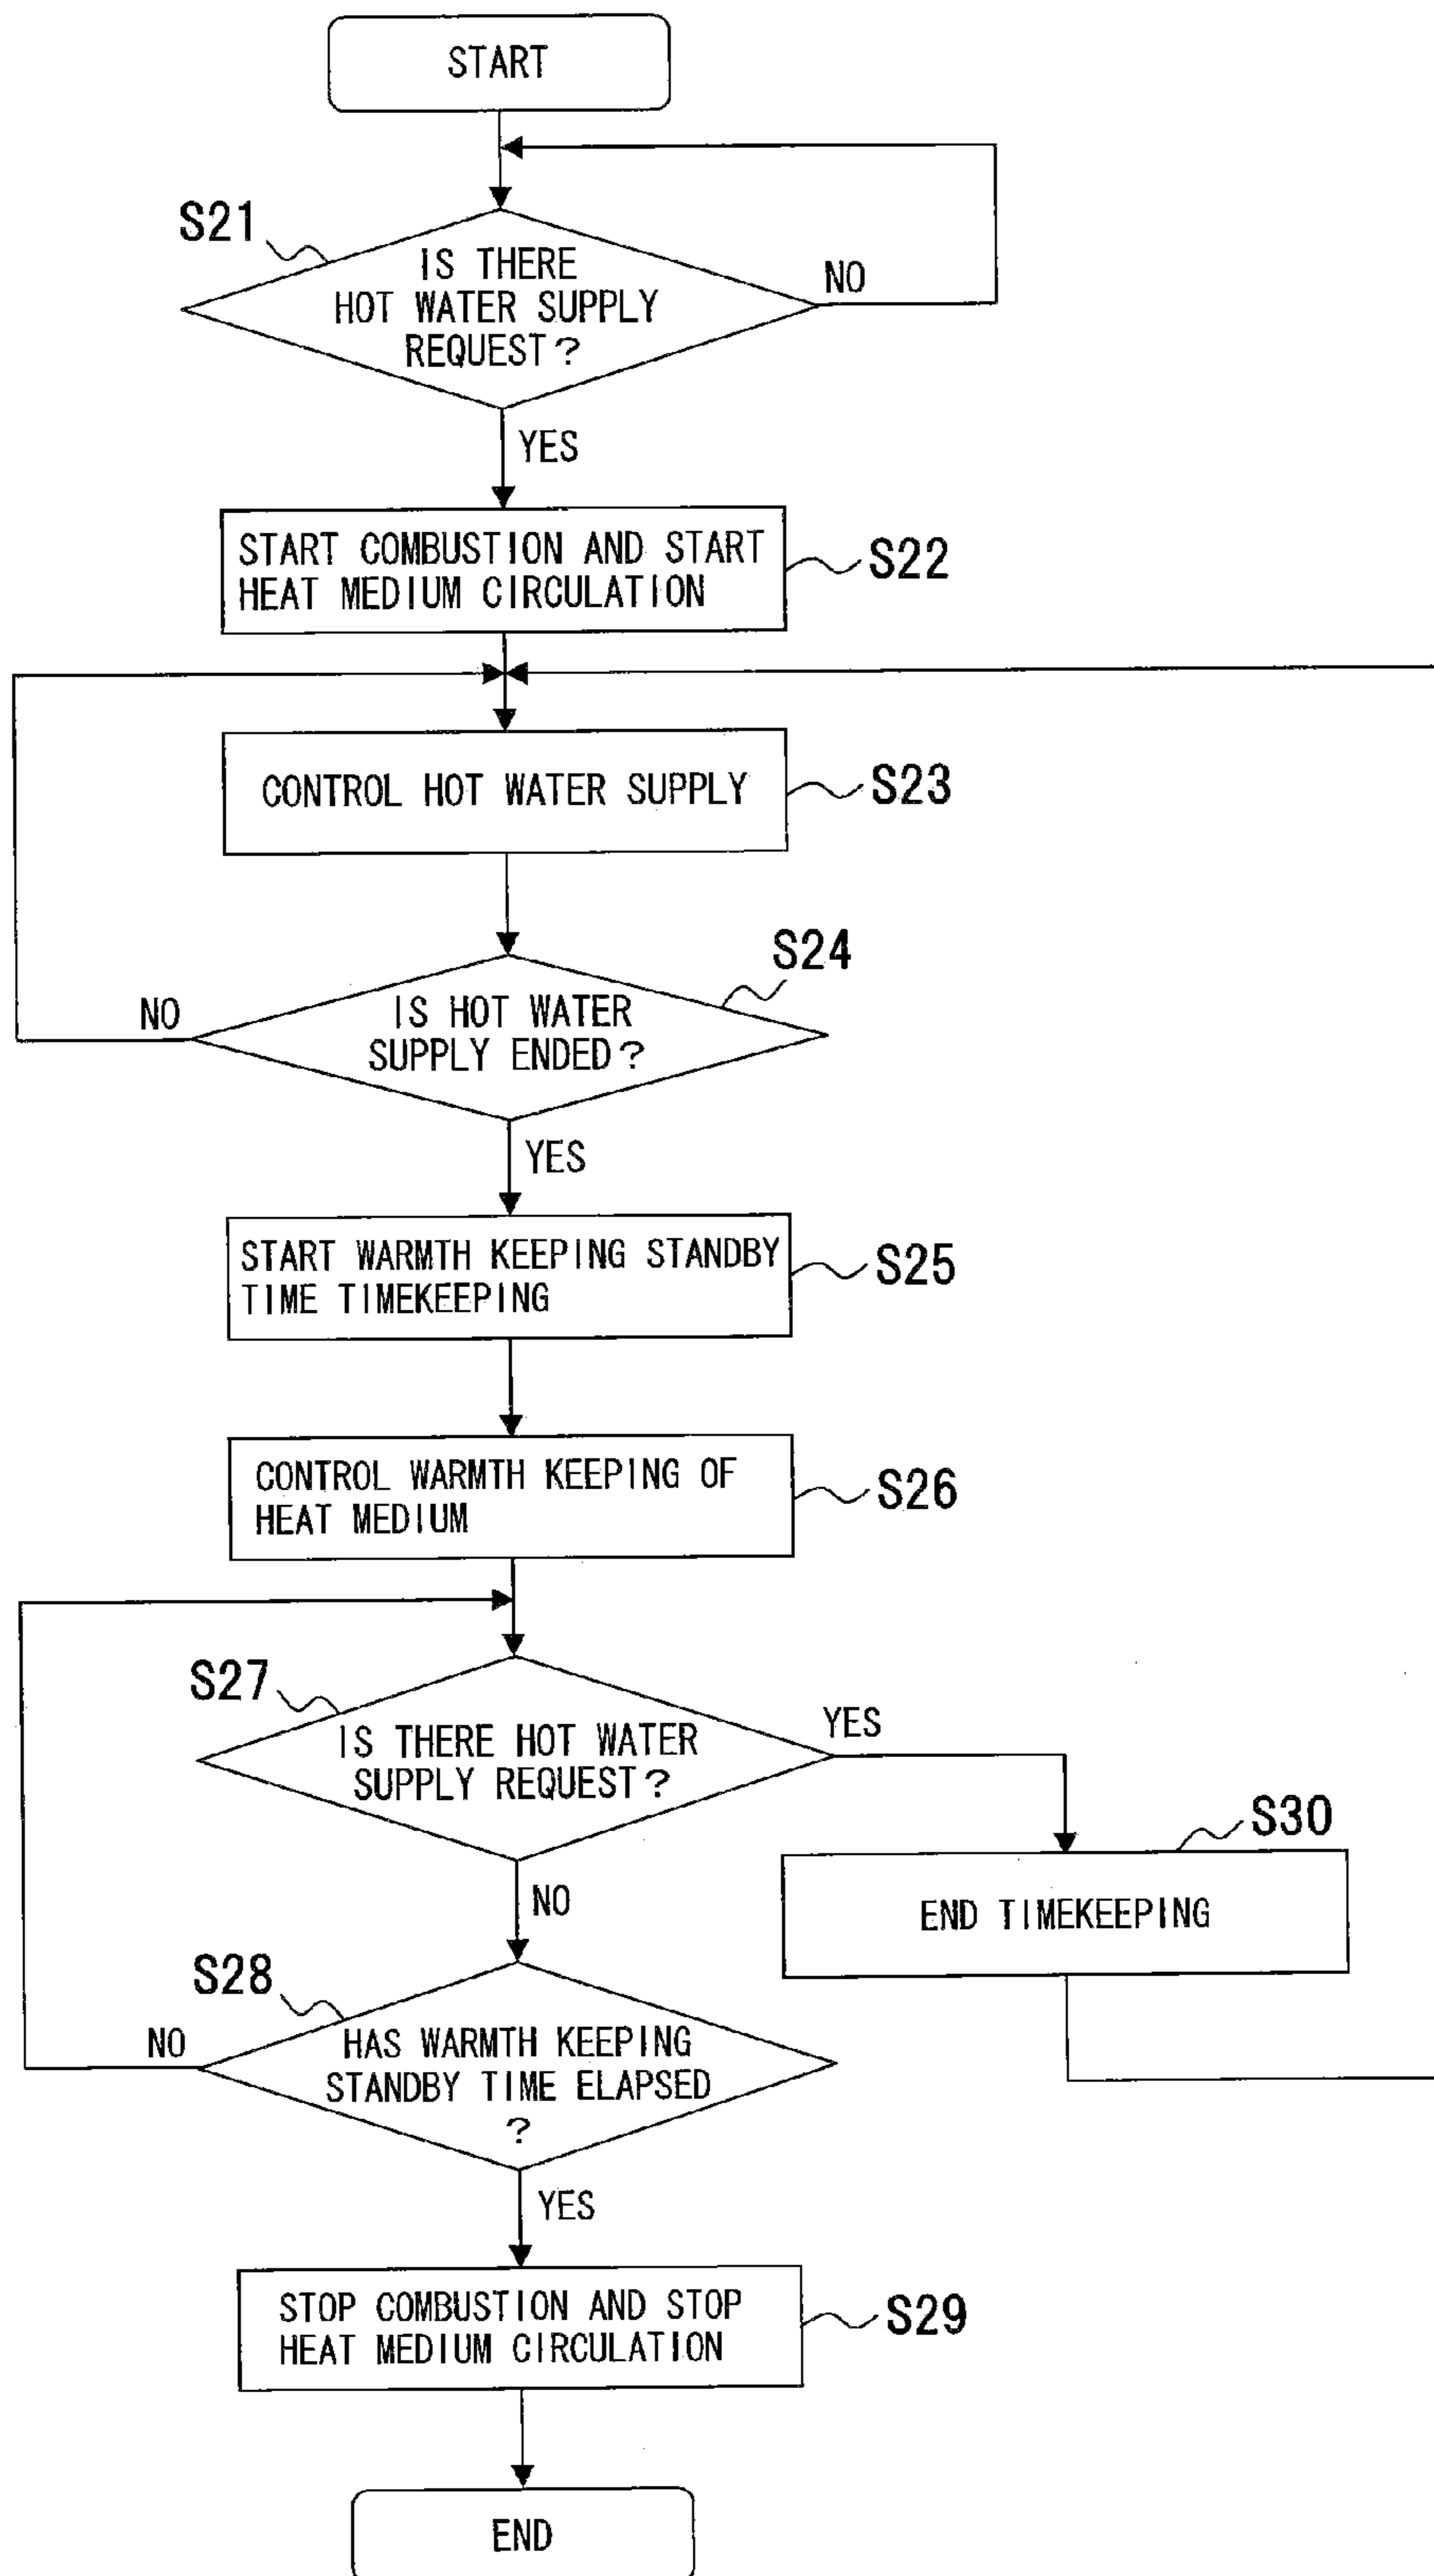 START
S21
IS THERE
HOT WATER SUPPLY
REQUEST?
NO
YES
START COMBUSTION AND START
HEAT MEDIUM CIRCULATION
S22
CONTROL HOT WATER SUPPLY
S23
S24
IS HOT WATER
SUPPLY ENDED?
NO
YES
START WARMTH KEEPING STANDBY
TIME TIMEKEEPING
S25
CONTROL WARMTH KEEPING OF
HEAT MEDIUM
S26
S27
IS THERE HOT WATER
SUPPLY REQUEST?
YES
NO
S30
END TIMEKEEPING
S28
HAS WARMTH KEEPING
STANDBY TIME ELAPSED
?
NO
YES
STOP COMBUSTION AND STOP
HEAT MEDIUM CIRCULATION
S29
END